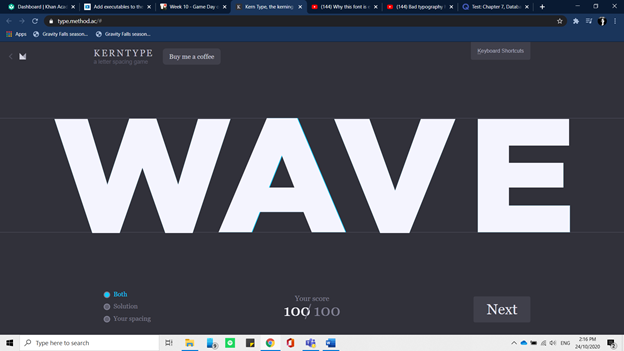 Dashboard | Khan Aca
Add executables to the
Week 10 - Game Day
Kern Type, the kerning
(144) Why this font is
(144) Bad typography
Test: Chapter 7, Datab
type.method.ac/#
Apps
Gravity Falls season...
Gravity Falls season...
KERNTYPE
a letter spacing game
Buy me a coffee
Keyboard Shortcuts
WAVE
Both
Solution
Your spacing
Your score
100/100
Next
Type here to search
ENG
2:16 PM
24/10/2020